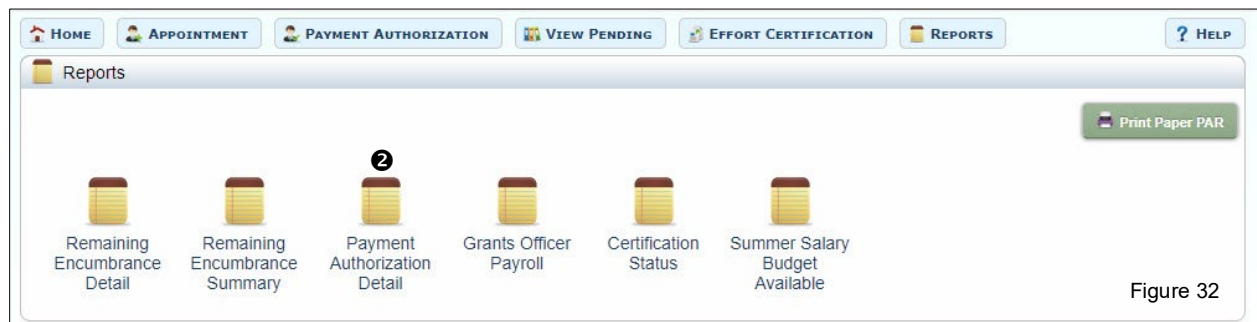 HOME APPOINTMENT PAYMENT AUTHORIZATION VIEW PENDING EFFORT CERTIFICATION REPORTS ? HELP
Reports
Print Paper PAR
❷
Remaining Encumbrance Detail
Remaining Encumbrance Summary
Payment Authorization Detail
Grants Officer Payroll
Certification Status
Summer Salary Budget Available
Figure 32